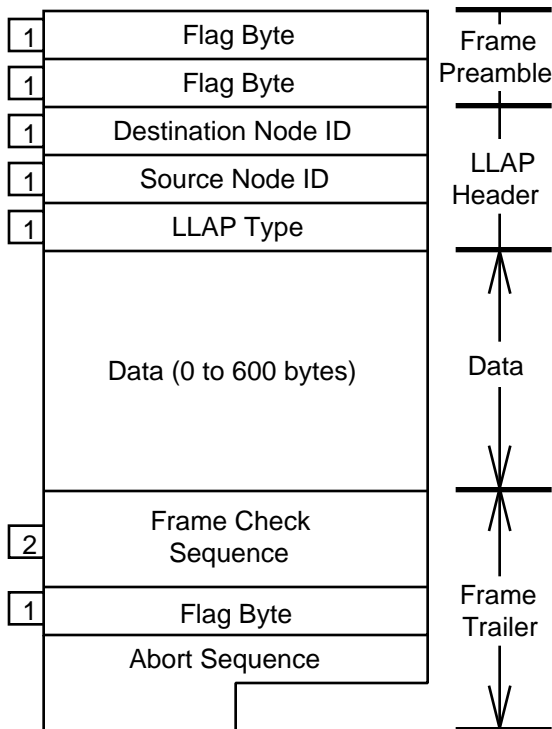 1 Flag Byte
1 Flag Byte
Frame
Preamble
1 Destination Node ID
1 Source Node ID
1 LLAP Type
LLAP
Header
Data (0 to 600 bytes)
Data
2 Frame Check
Sequence
1 Flag Byte
Abort Sequence
Frame
Trailer